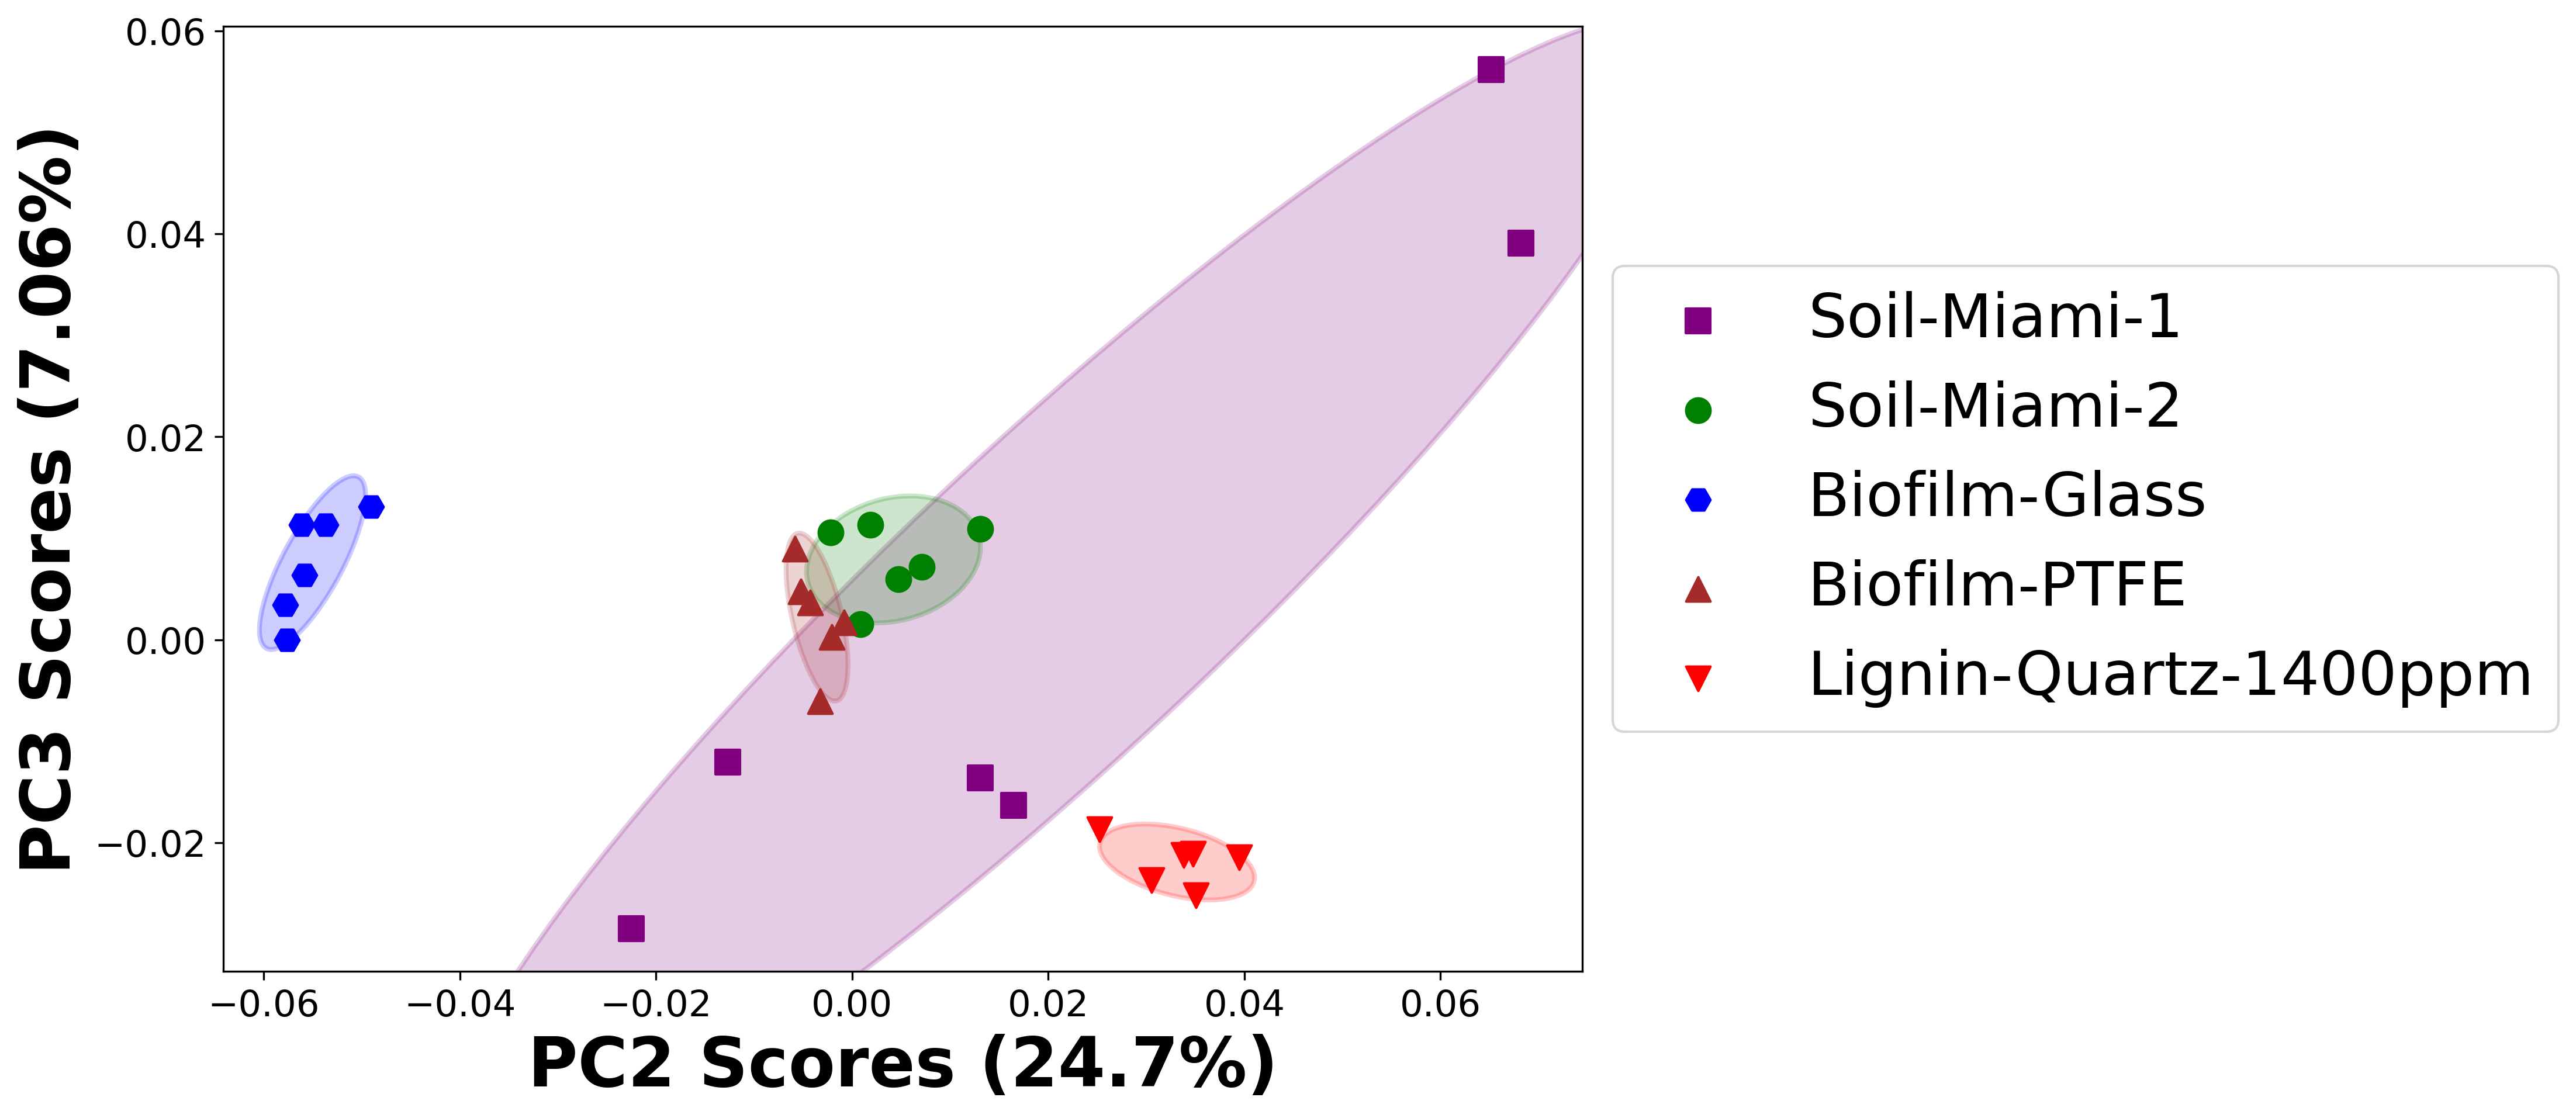 0.06
0.04
0.02
0.00
−0.02
PC3 Scores (7.06%)
−0.06
−0.04
−0.02
0.00
0.02
0.04
0.06
PC2 Scores (24.7%)
Soil-Miami-1
Soil-Miami-2
Biofilm-Glass
Biofilm-PTFE
Lignin-Quartz-1400ppm